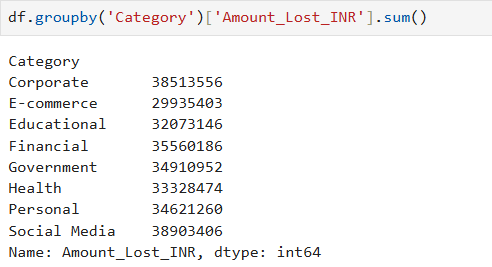 df.groupby('Category')['Amount_Lost_INR'].sum()
Category
Corporate       38513556
E-commerce      29935403
Educational     32073146
Financial       35560186
Government      34910952
Health          33328474
Personal        34621260
Social Media    38903406
Name: Amount_Lost_INR, dtype: int64